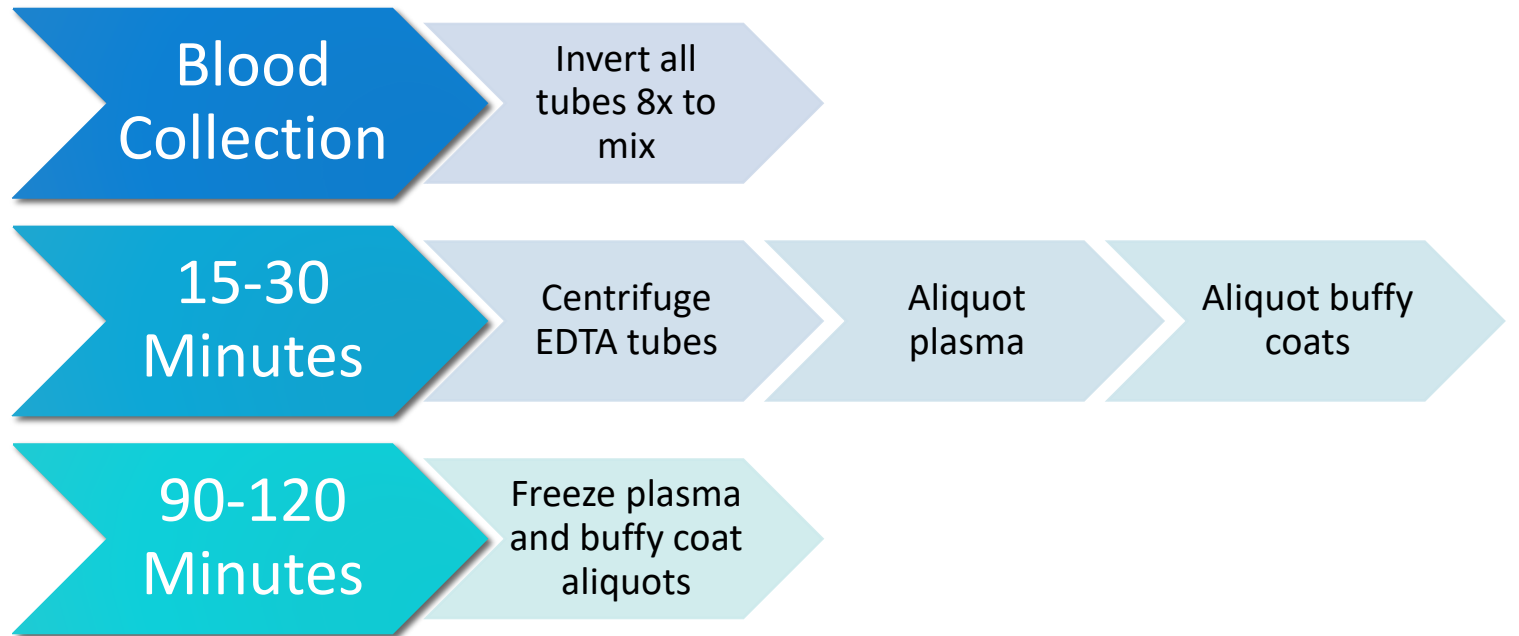 Blood
Collection
Invert all
tubes 8x to
mix
15-30
Minutes
Centrifuge
EDTA tubes
Aliquot
plasma
Aliquot buffy
coats
90-120
Minutes
Freeze plasma
and buffy coat
aliquots